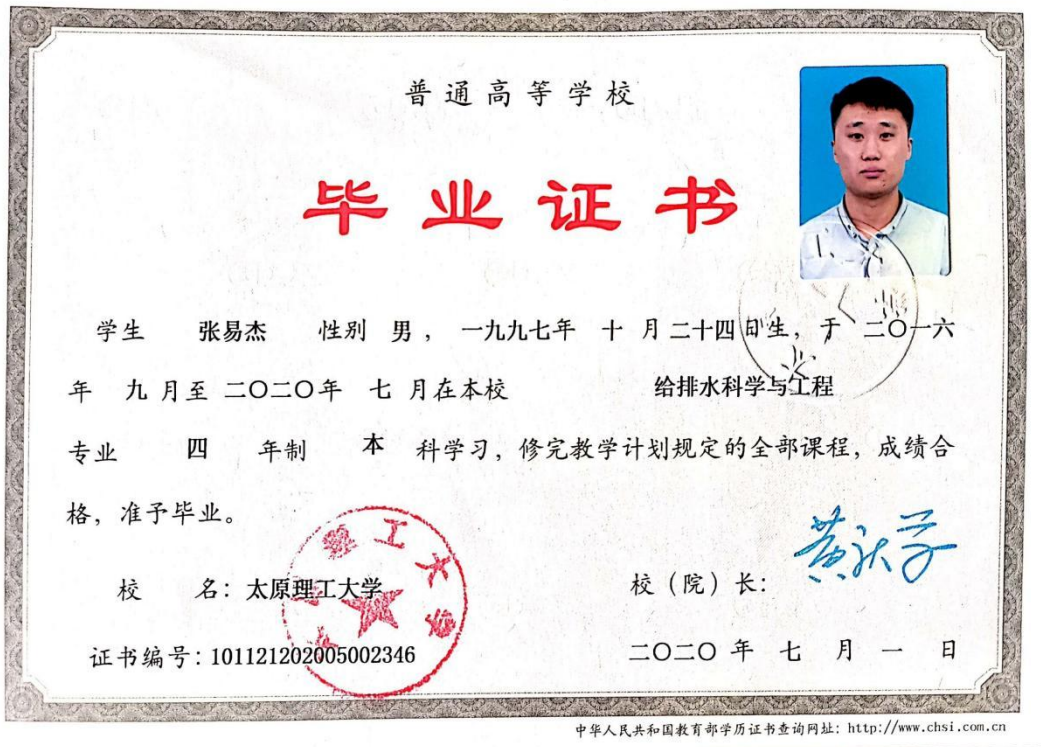 普通高等学校
毕业证书
学生 张易杰 性别 男， 一九九七年 十 月二十四日生，于 二〇一六
年 九月至二〇二〇年 七 月在本校 给排水科学与工程
专业 四 年制 本 科学习，修完教学计划规定的全部课程，成绩合
格，准予毕业。
校 名：太原理工大学
校（院）长：
证书编号：101121202005002346
二〇二〇 年 七 月 一 日
理工大学
中华人民共和国教育部学历证书查询网址：http://www.chsi.com.cn